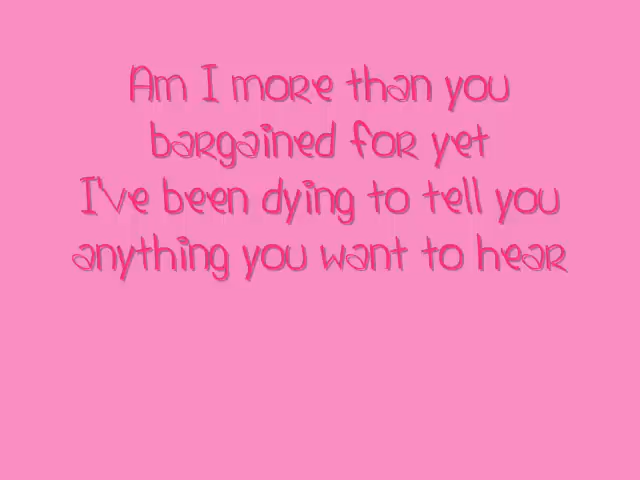 Am I more than you
bargained for yet
I've been dying to tell you
anything you want to hear